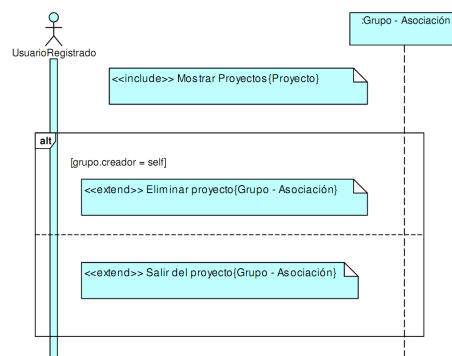 :Grupo - Asociación
UsuarioRegistrado
<<include>> Mostrar Proyectos{Proyecto}
alt
[grupo.creador = self]
<<extend>> Eliminar proyecto{Grupo - Asociación}
<<extend>> Salir del proyecto{Grupo - Asociación}